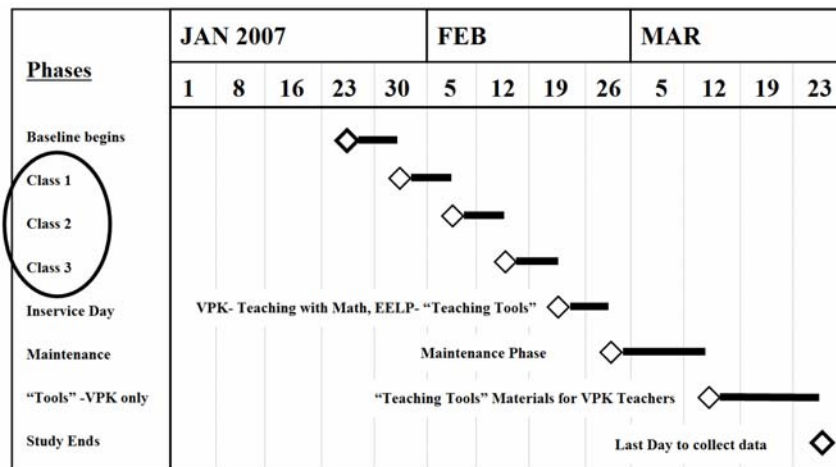 JAN 2007 FEB MAR
Phases
1 8 16 23 30 5 12 19 26 5 12 19 23
Baseline begins
Class 1
Class 2
Class 3
Inservice Day VPK- Teaching with Math, EELP- “Teaching Tools”
Maintenance Maintenance Phase
“Tools” -VPK only “Teaching Tools” Materials for VPK Teachers
Study Ends Last Day to collect data